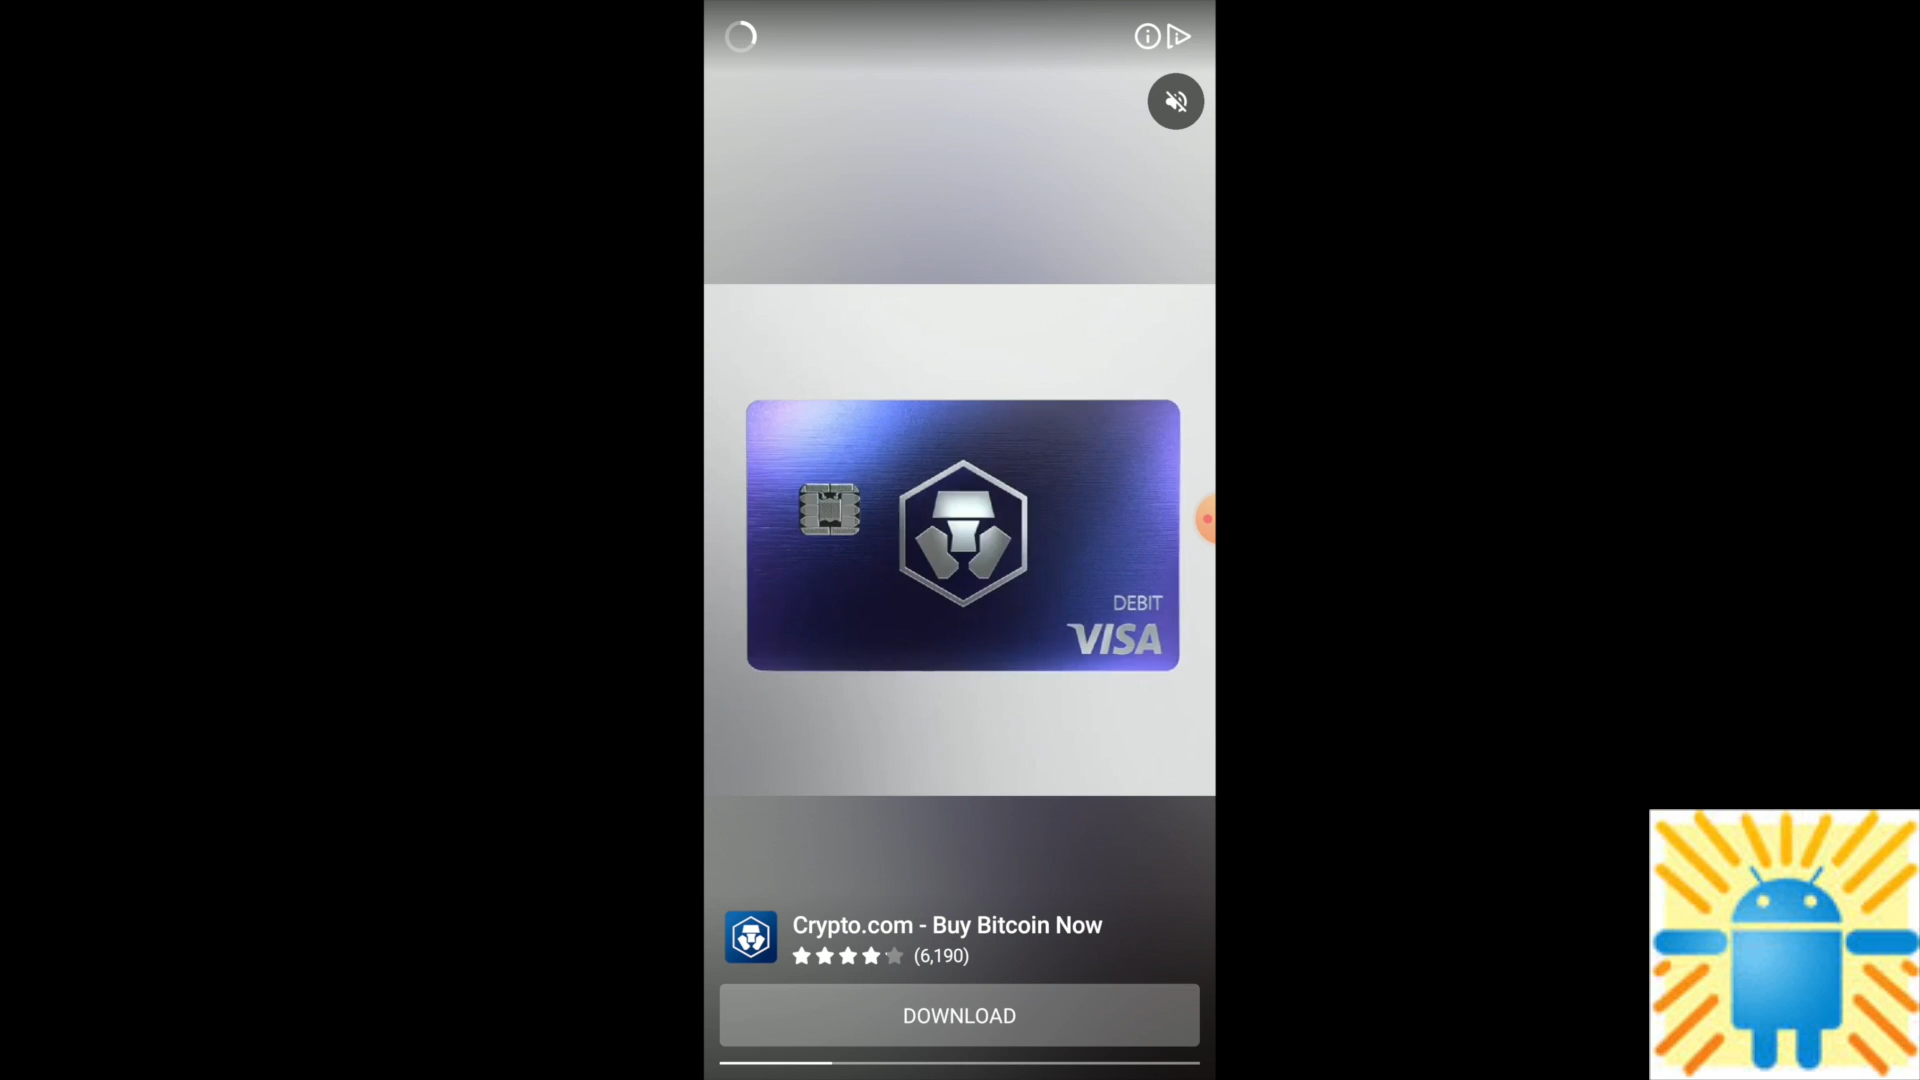 DEBIT
VISA
Crypto.com - Buy Bitcoin Now
(6,190)
DOWNLOAD